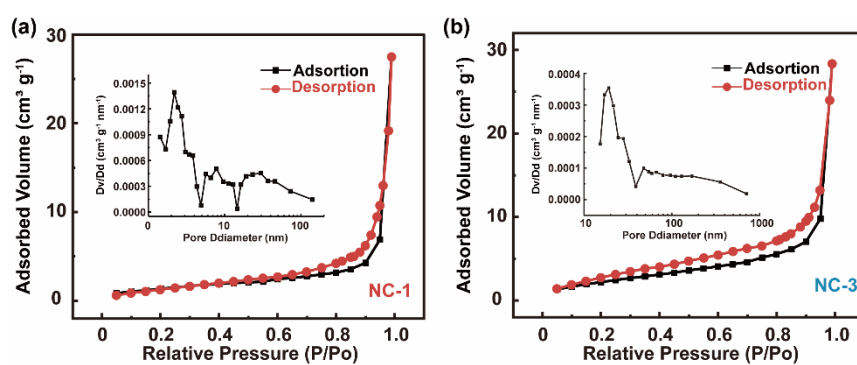 (a)
Adsorbed Volume (cm³ g⁻¹)
30
20
10
0
0.0 0.2 0.4 0.6 0.8 1.0
Relative Pressure (P/Po)
Adsortion
Desorption
NC-1
Dv/Dd (cm³ g⁻¹ nm⁻¹)
0.0015
0.0012
0.0009
0.0006
0.0003
0.0000
0 10 100
Pore Ddiameter (nm)
(b)
Adsorbed Volume (cm³ g⁻¹)
30
20
10
0
0.0 0.2 0.4 0.6 0.8 1.0
Relative Pressure (P/Po)
Adsortion
Desorption
NC-3
Dv/Dd (cm³ g⁻¹ nm⁻¹)
0.0004
0.0003
0.0002
0.0001
0.0000
10 100 1000
Pore Ddiameter (nm)